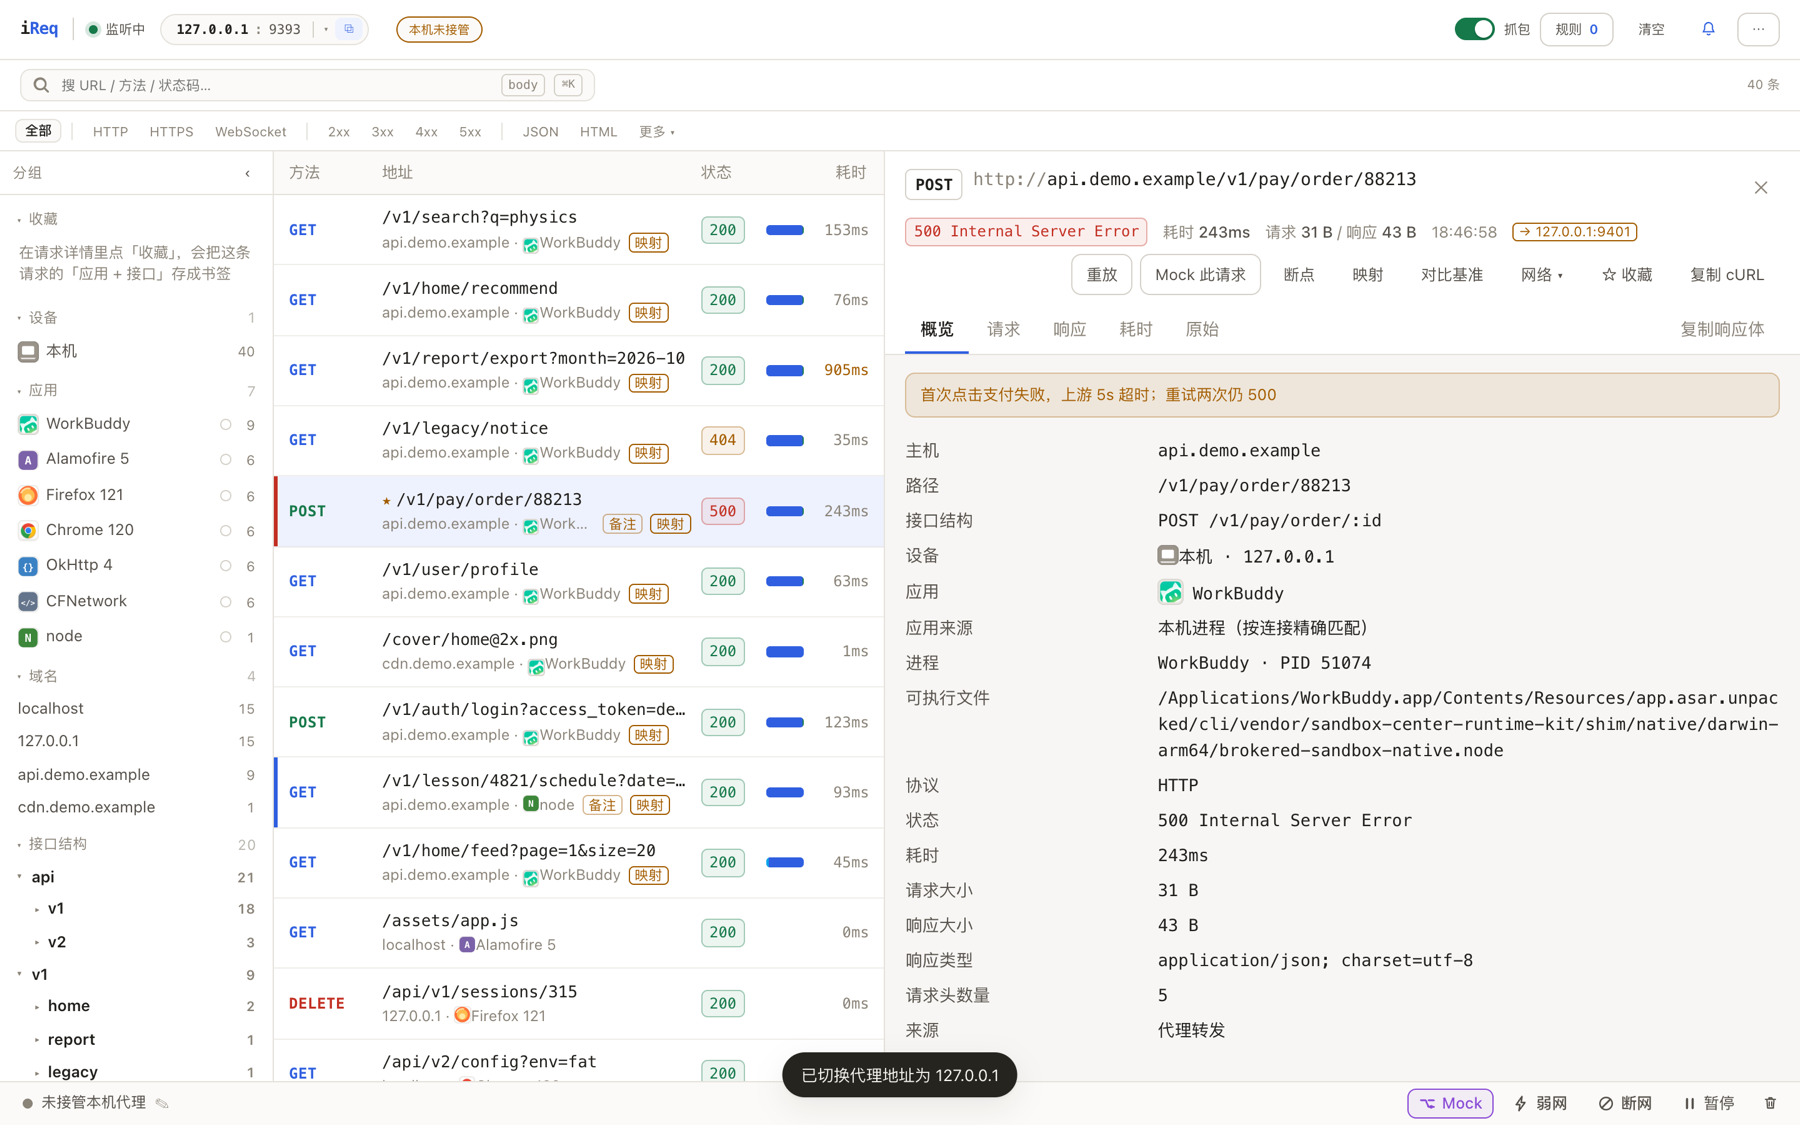 iReq
监听中
127.0.0.1 : 9393
本机未接管
抓包
规则 0
清空
搜 URL / 方法 / 状态码...
body
⌘K
40 条
全部
HTTP
HTTPS
WebSocket
2xx
3xx
4xx
5xx
JSON
HTML
更多
分组
收藏
在请求详情里点「收藏」，会把这条
请求的「应用 + 接口」存成书签
设备 1
本机 40
应用 7
WorkBuddy 9
Alamofire 5 6
Firefox 121 6
Chrome 120 6
OkHttp 4 6
CFNetwork 6
node 1
域名 4
localhost 15
127.0.0.1 15
api.demo.example 9
cdn.demo.example 1
接口结构 20
api 21
v1 18
v2 3
v1 9
home 2
report 1
legacy 1
方法 地址 状态 耗时
GET /v1/search?q=physics 200 153ms
api.demo.example · WorkBuddy 映射
GET /v1/home/recommend 200 76ms
api.demo.example · WorkBuddy 映射
GET /v1/report/export?month=2026-10 200 905ms
api.demo.example · WorkBuddy 映射
GET /v1/legacy/notice 404 35ms
api.demo.example · WorkBuddy 映射
POST ★ /v1/pay/order/88213 500 243ms
api.demo.example · Work... 备注 映射
GET /v1/user/profile 200 63ms
api.demo.example · WorkBuddy 映射
GET /cover/home@2x.png 200 1ms
cdn.demo.example · WorkBuddy 映射
POST /v1/auth/login?access_token=de… 200 123ms
api.demo.example · WorkBuddy 映射
GET /v1/lesson/4821/schedule?date=… 200 93ms
api.demo.example · node 备注 映射
GET /v1/home/feed?page=1&size=20 200 45ms
api.demo.example · WorkBuddy 映射
GET /assets/app.js 200 0ms
localhost · Alamofire 5
DELETE /api/v1/sessions/315 200 0ms
127.0.0.1 · Firefox 121
GET /api/v2/config?env=fat 200
POST http://api.demo.example/v1/pay/order/88213
500 Internal Server Error 耗时 243ms 请求 31 B / 响应 43 B 18:46:58 → 127.0.0.1:9401
重放
Mock 此请求
断点
映射
对比基准
网络
☆ 收藏
复制 cURL
概览
请求
响应
耗时
原始
复制响应体
首次点击支付失败，上游 5s 超时；重试两次仍 500
主机 api.demo.example
路径 /v1/pay/order/88213
接口结构 POST /v1/pay/order/:id
设备 本机 · 127.0.0.1
应用 WorkBuddy
应用来源 本机进程（按连接精确匹配）
进程 WorkBuddy · PID 51074
可执行文件 /Applications/WorkBuddy.app/Contents/Resources/app.asar.unpac
ked/cli/vendor/sandbox-center-runtime-kit/shim/native/darwin-
arm64/brokered-sandbox-native.node
协议 HTTP
状态 500 Internal Server Error
耗时 243ms
请求大小 31 B
响应大小 43 B
响应类型 application/json; charset=utf-8
请求头数量 5
来源 代理转发
已切换代理地址为 127.0.0.1
未接管本机代理
Mock
弱网
断网
暂停